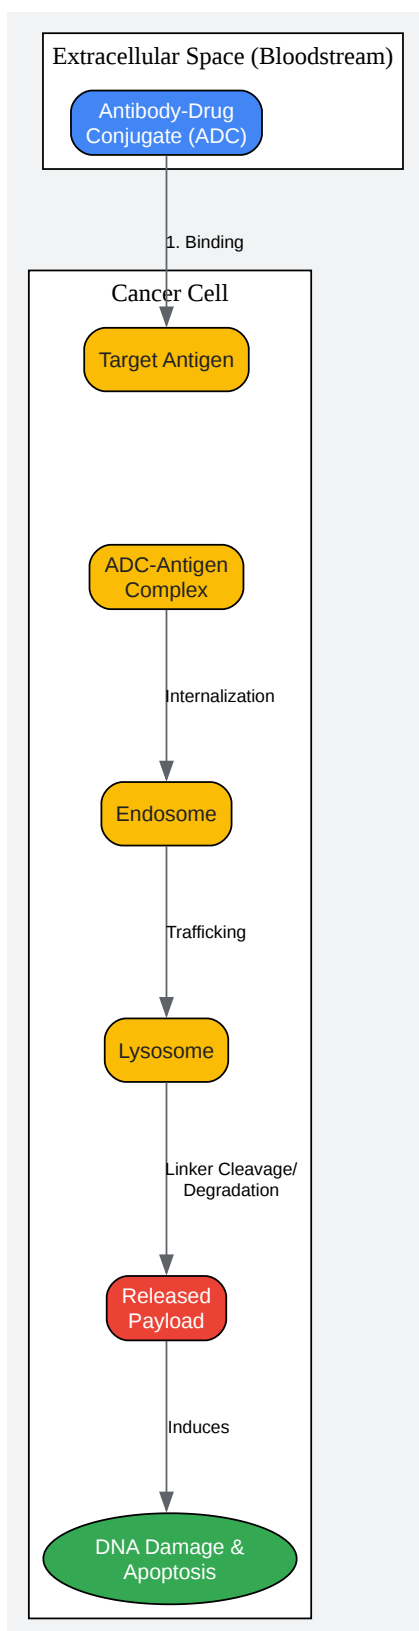 Extracellular Space (Bloodstream)
Antibody-Drug
Conjugate (ADC)
1. Binding
Cancer Cell
Target Antigen
ADC-Antigen
Complex
Internalization
Endosome
Trafficking
Lysosome
Linker Cleavage/
Degradation
Released
Payload
Induces
DNA Damage &
Apoptosis